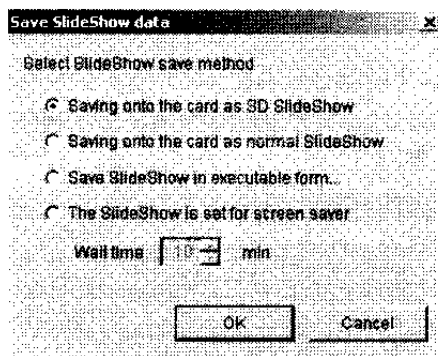 Save SlideShow data
Select SlideShow save method
Saving onto the card as SD SlideShow
Saving onto the card as normal SlideShow
Save SlideShow in executable form...
The SlideShow is set for screen saver
Wait time 10 min
OK Cancel